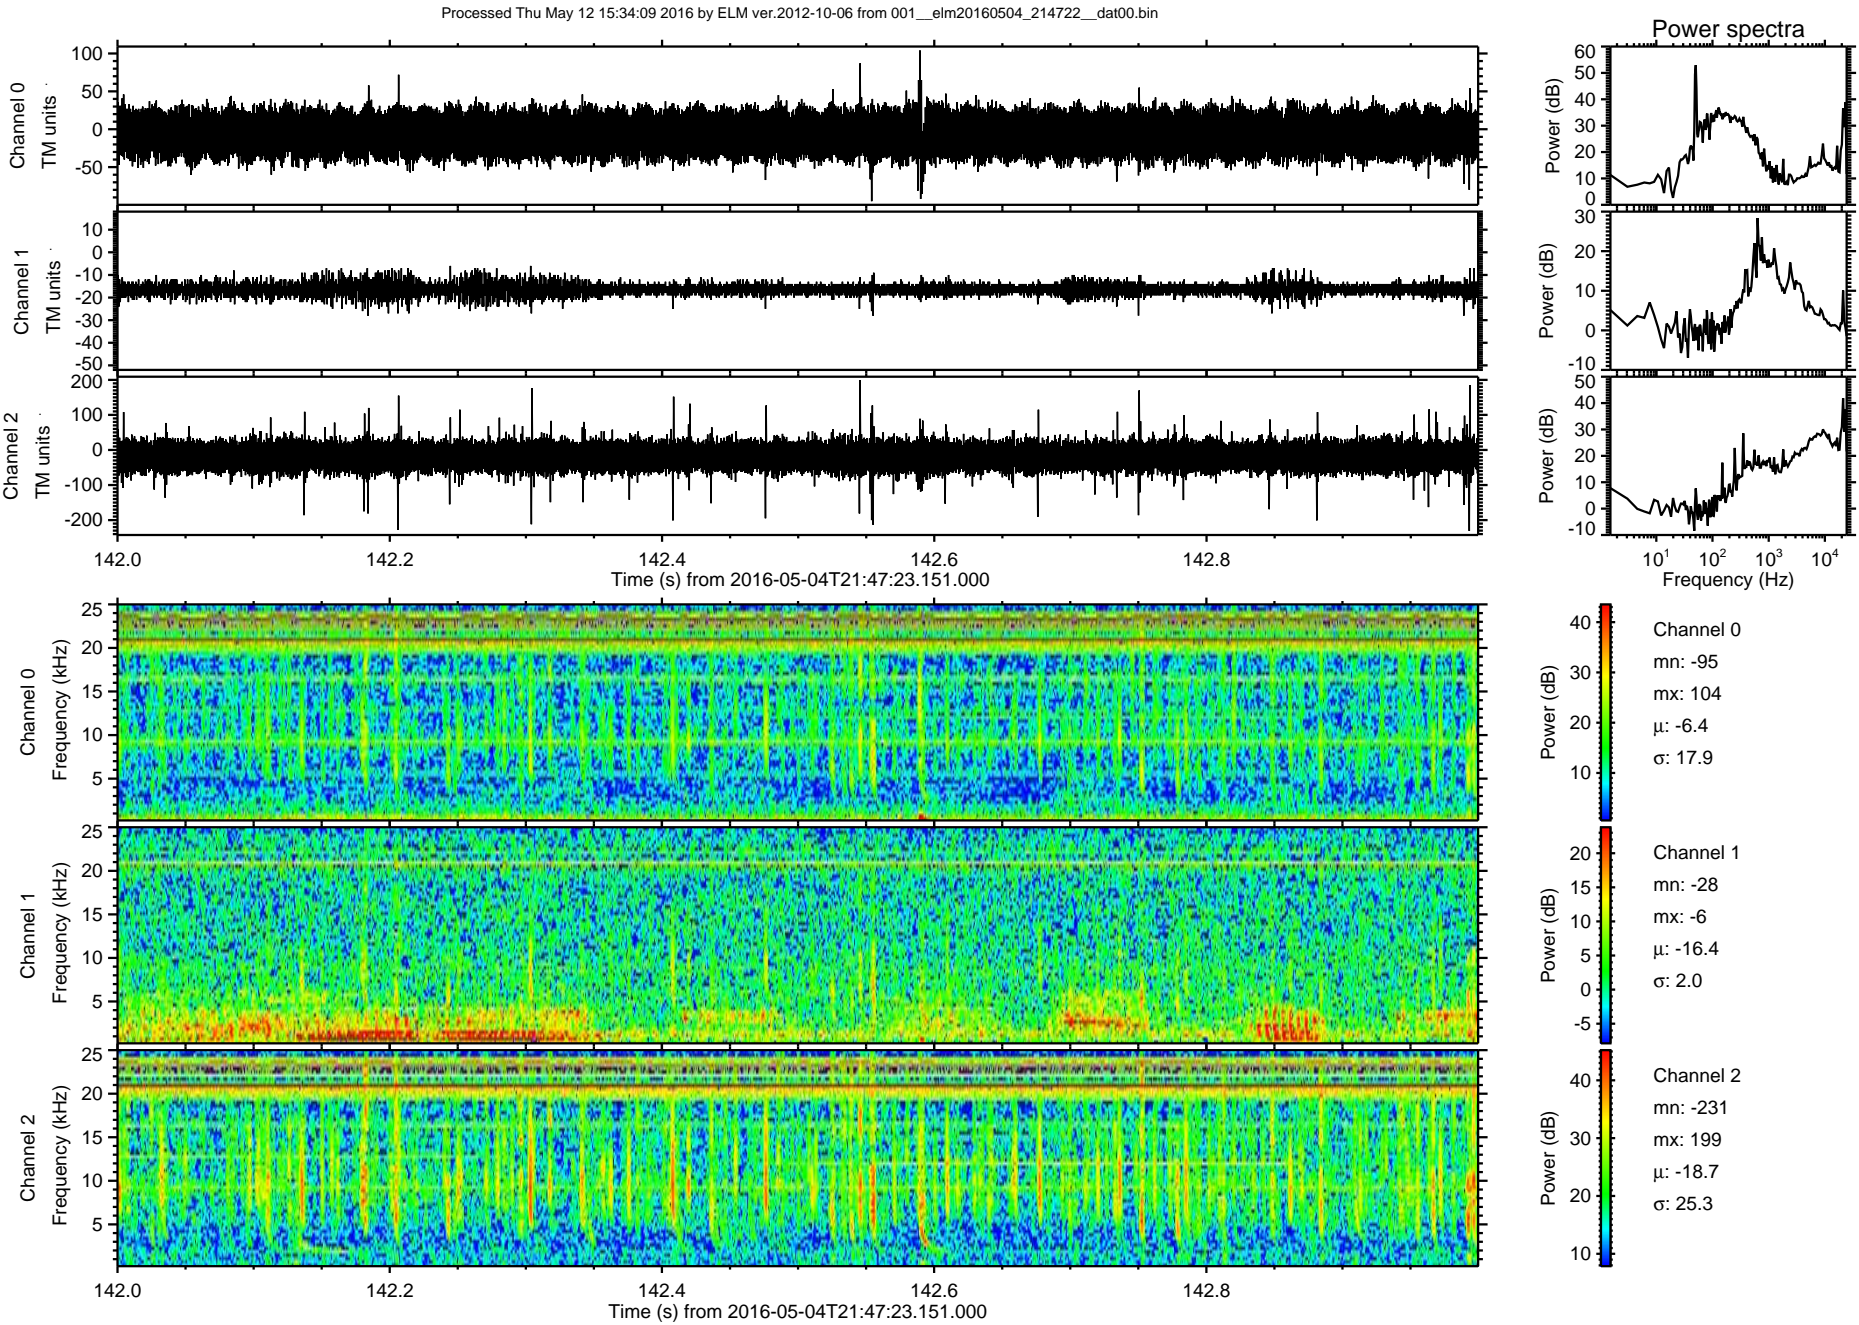 Processed Thu May 12 15:34:09 2016 by ELM ver.2012-10-06 from 001__elm20160504_214722__dat00.bin
Power spectra
Channel 0
TM units
100
50
0
-50
Power (dB)
60
50
40
30
20
10
0
Channel 1
TM units
10
0
-10
-20
-30
-40
-50
Power (dB)
30
20
10
0
-10
Channel 2
TM units
200
100
0
-100
-200
Power (dB)
50
40
30
20
10
0
-10
142.0 142.2 142.4 142.6 142.8
Time (s) from 2016-05-04T21:47:23.151.000
10^1 10^2 10^3 10^4
Frequency (Hz)
Channel 0
Frequency (kHz)
25
20
15
10
5
Power (dB)
40
30
20
10
Channel 0
mn: -95
mx: 104
μ: -6.4
σ: 17.9
Channel 1
Frequency (kHz)
25
20
15
10
5
Power (dB)
20
15
10
5
0
-5
Channel 1
mn: -28
mx: -6
μ: -16.4
σ: 2.0
Channel 2
Frequency (kHz)
25
20
15
10
5
Power (dB)
40
30
20
10
Channel 2
mn: -231
mx: 199
μ: -18.7
σ: 25.3
142.0 142.2 142.4 142.6 142.8
Time (s) from 2016-05-04T21:47:23.151.000